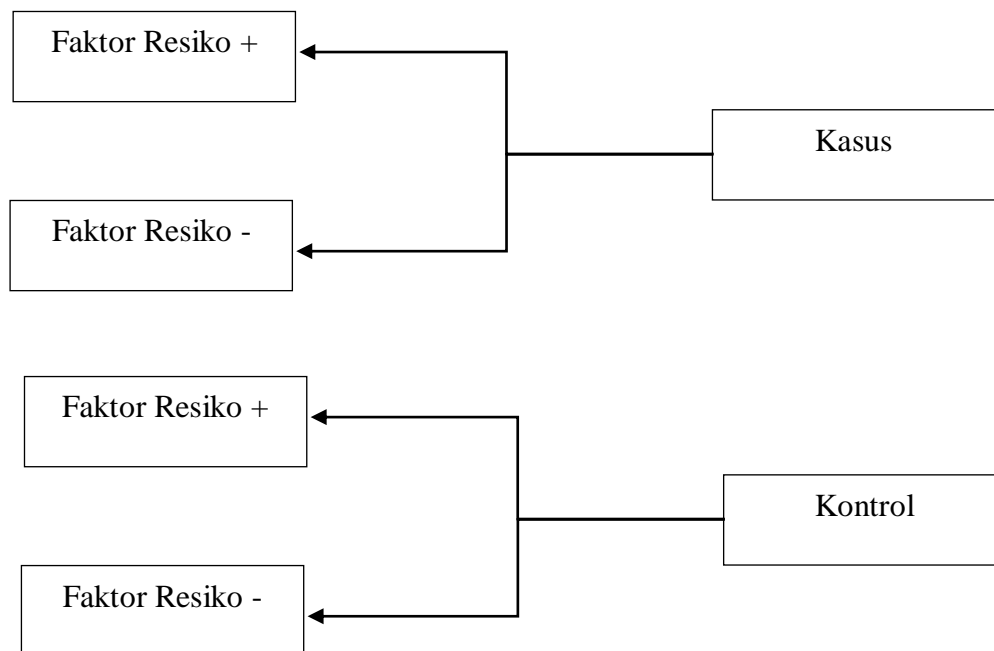 Faktor Resiko +
Kasus
Faktor Resiko -
Faktor Resiko +
Kontrol
Faktor Resiko -